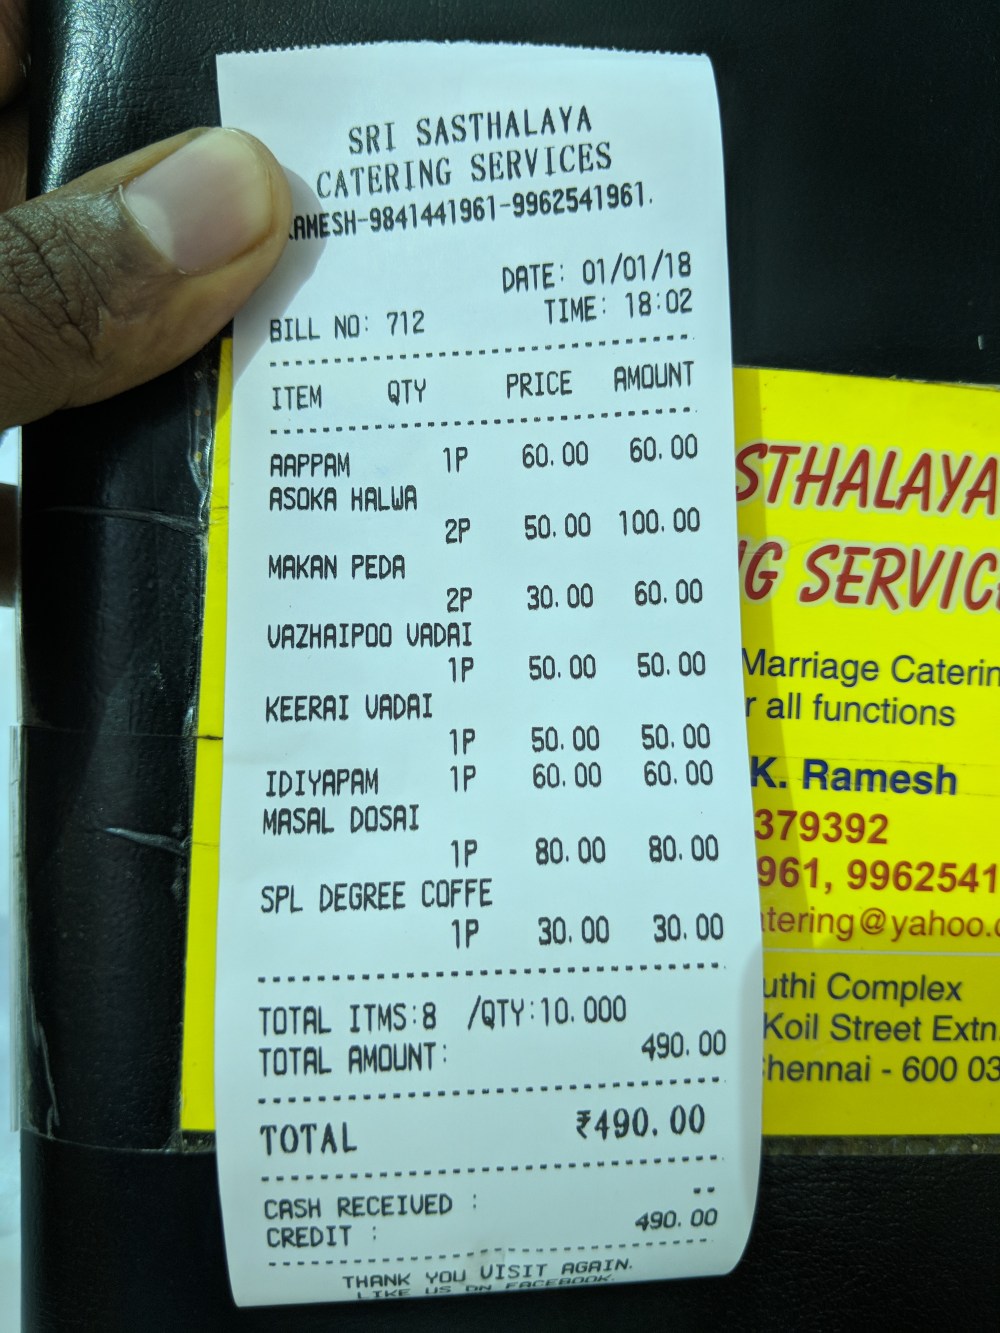 SRI SASTHALAYA
CATERING SERVICES
RAMESH-9841441961-9962541961.
DATE: 01/01/18
BILL NO: 712 TIME: 18:02
ITEM QTY PRICE AMOUNT
AAPPAM 1P 60.00 60.00
ASOKA HALWA
2P 50.00 100.00
MAKAN PEDA
2P 30.00 60.00
VAZHAIPOO VADAI
1P 50.00 50.00
KEERAI VADAI
1P 50.00 50.00
IDIYAPAM 1P 60.00 60.00
MASAL DOSAI
1P 80.00 80.00
SPL DEGREE COFFE
1P 30.00 30.00
TOTAL ITMS:8 /QTY:10.000
TOTAL AMOUNT: 490.00
TOTAL ₹490.00
CASH RECEIVED : --
CREDIT : 490.00
THANK YOU VISIT AGAIN.
LIKE US ON FACEBOOK.
STHALAYA
G SERVIC
Marriage Caterin
r all functions
K. Ramesh
379392
961, 9962541
tering@yahoo.c
uthi Complex
Koil Street Extn.
hennai - 600 03